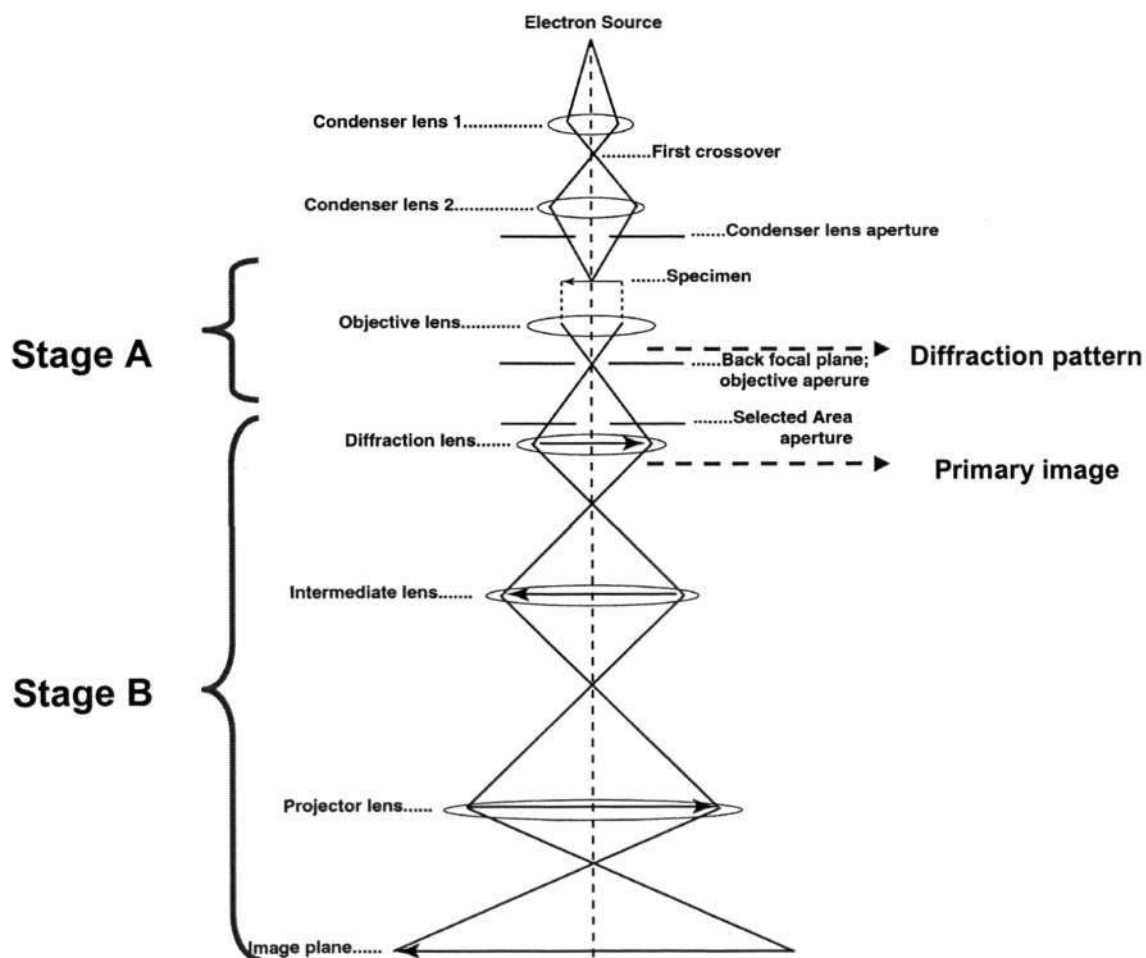 Electron Source
Condenser lens 1.................
.........First crossover
Condenser lens 2...............
.......Condenser lens aperture
.......Specimen
Objective lens...........
Stage A
Diffraction pattern
......Back focal plane;
objective aperure
........Selected Area
aperture
Diffraction lens......
Primary image
Intermediate lens.......
Stage B
Projector lens......
Image plane......